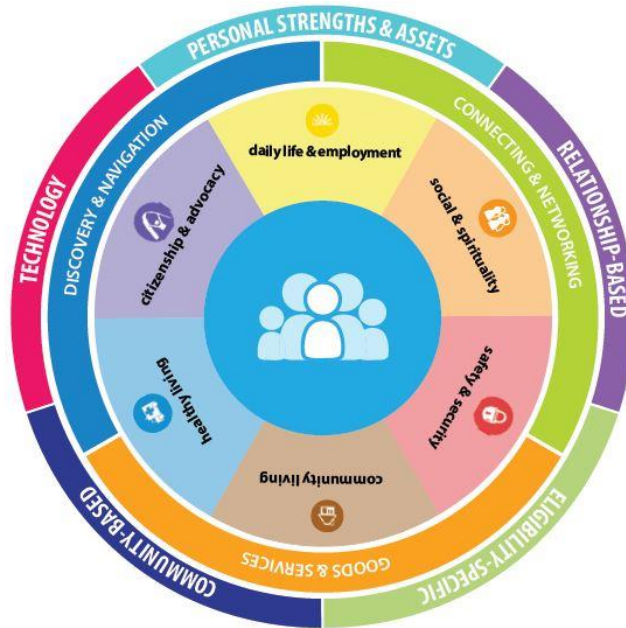 PERSONAL STRENGTHS & ASSETS
RELATIONSHIP-BASED
ELIGIBILITY-SPECIFIC
COMMUNITY-BASED
TECHNOLOGY
DISCOVERY & NAVIGATION
CONNECTING & NETWORKING
GOODS & SERVICES
daily life & employment
social & spirituality
safety & security
community living
healthy living
citizenship & advocacy